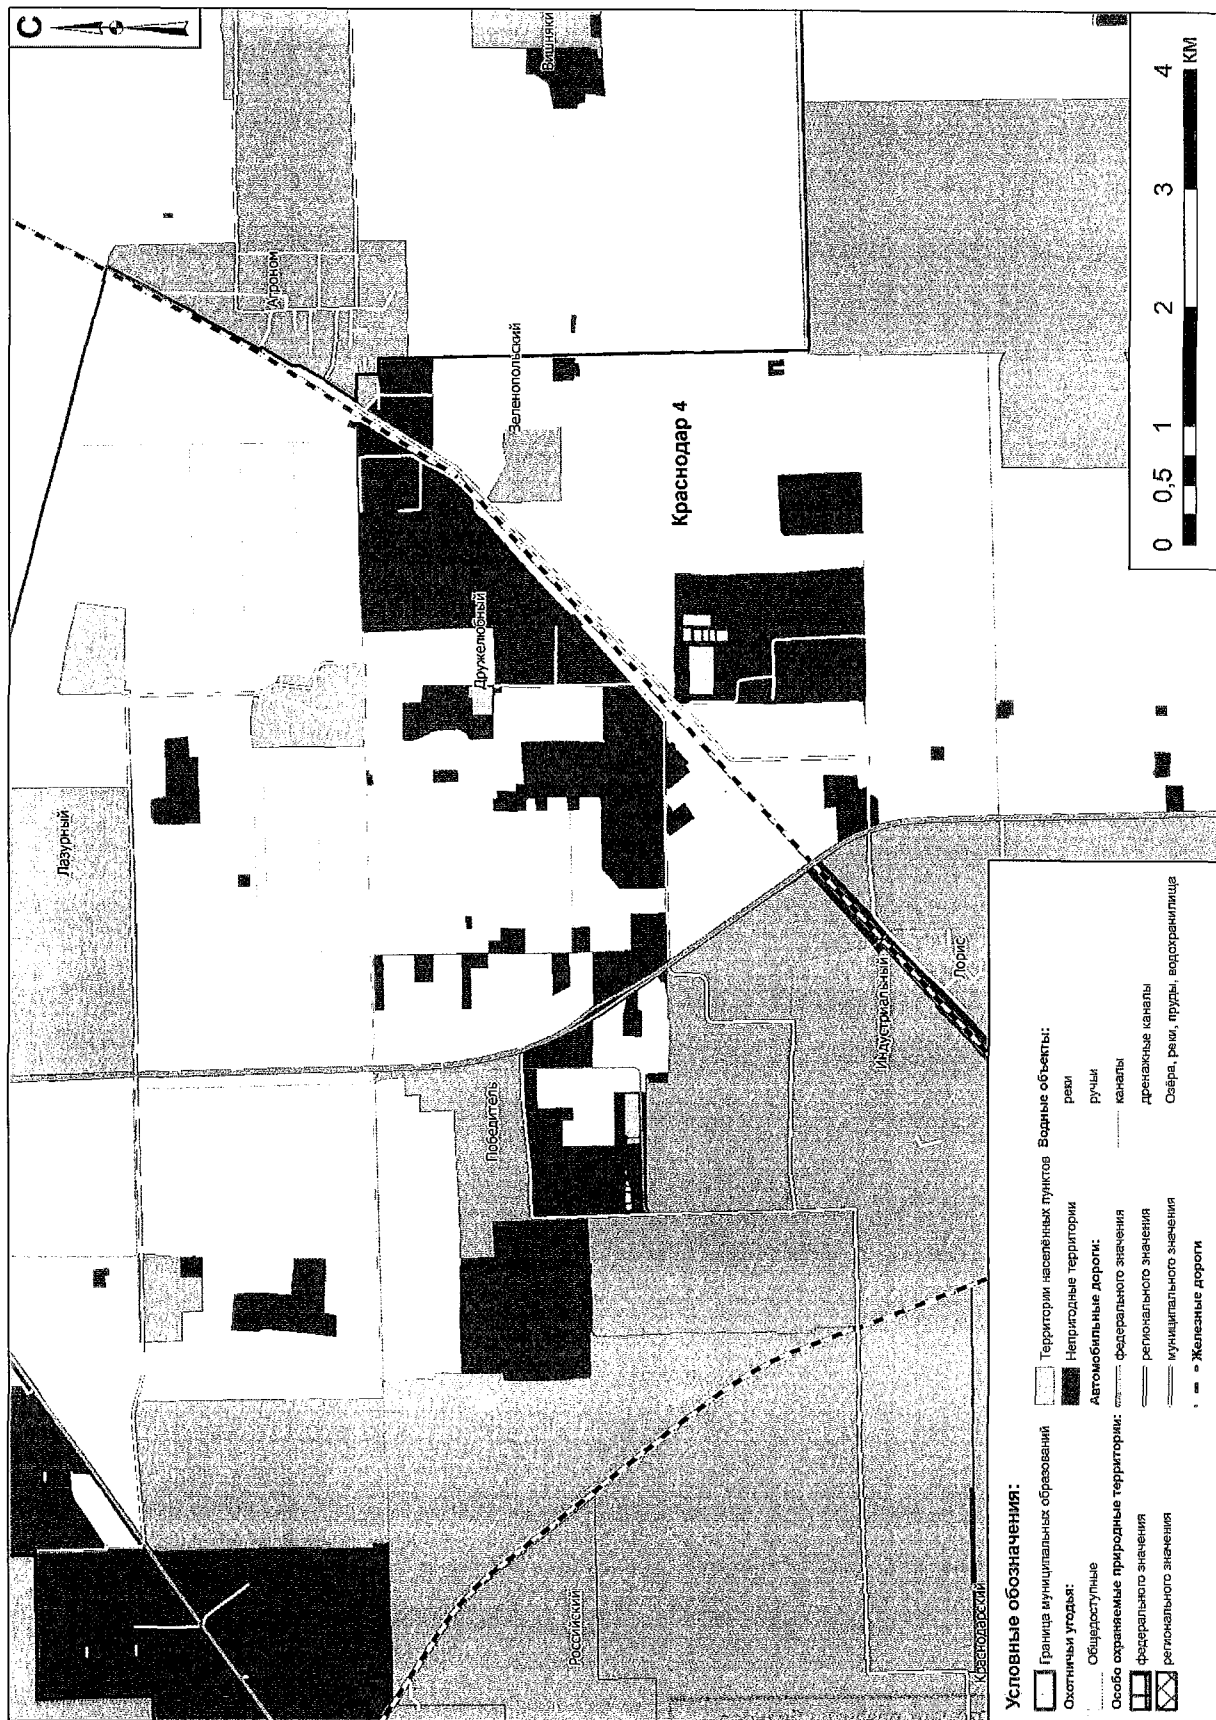 С
Вишняки
Агроном
Зеленопольский
Краснодар 4
Дружелюбный
Лазурный
Победитель
Индустриальный
Лорис
Российский
Краснодарский
0 0,5 1 2 3 4
КМ
Условные обозначения:
Граница муниципальных образований
Охотничьи угодья:
Общедоступные
Особо охраняемые природные территории:
федерального значения
регионального значения
Территории населённых пунктов
Непригодные территории
Автомобильные дороги:
федерального значения
регионального значения
муниципального значения
Железные дороги
Водные объекты:
реки
ручьи
каналы
дренажные каналы
Озёра, реки, пруды, водохранилища